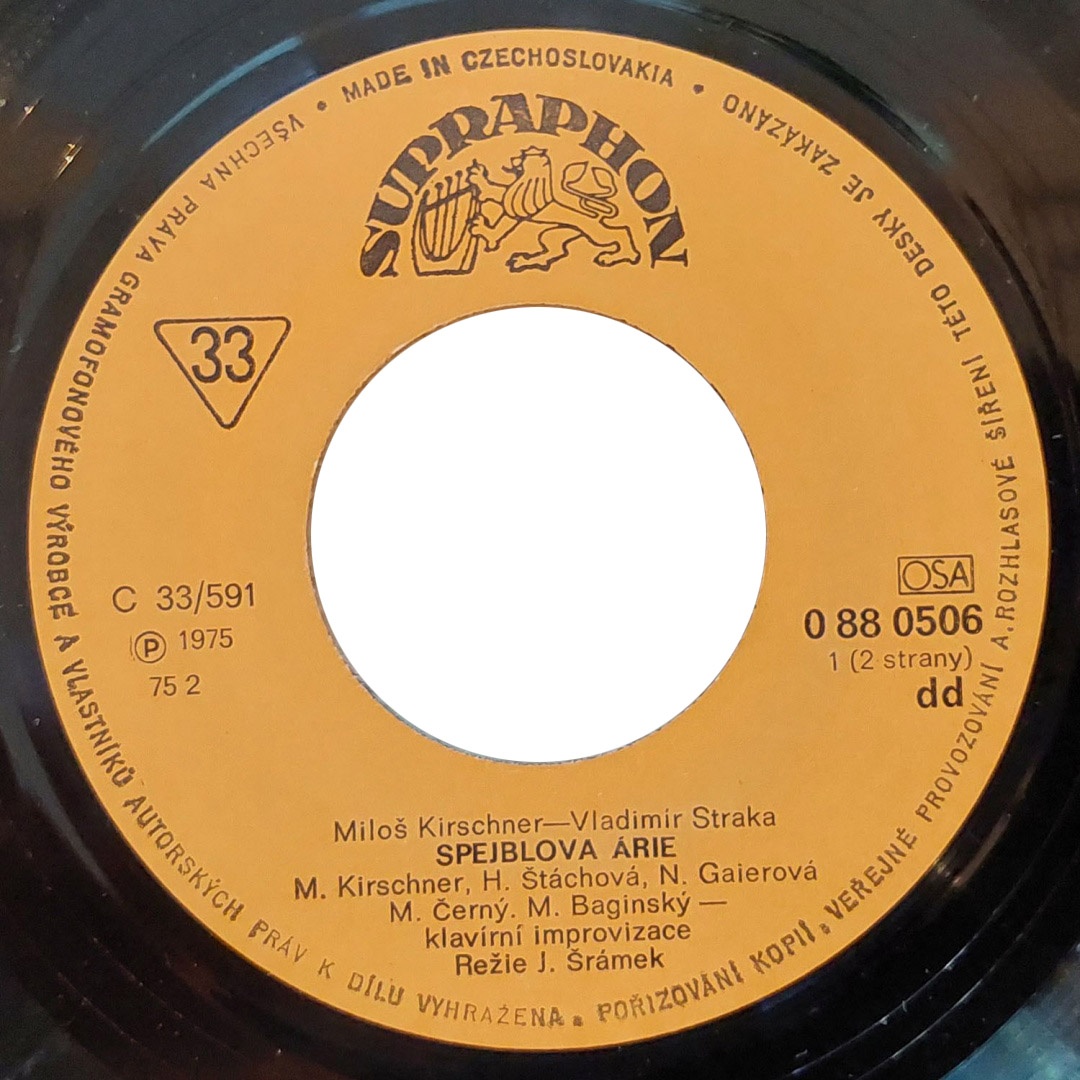 • MADE IN CZECHOSLOVAKIA •
SUPRAPHON
33
C 33/591
Ⓟ 1975
75 2
OSA
0 88 0506
1 (2 strany)
dd
Miloš Kirschner—Vladimír Straka
SPEJBLOVA ÁRIE
M. Kirschner, H. Štáchová, N. Gaierová
M. Černý. M. Baginský —
klavírní improvizace
Režie J. Šrámek
VŠECHNA PRÁVA GRAMOFONOVÉHO VÝROBCE A VLASTNÍKŮ AUTORSKÝCH PRÁV K DÍLU VYHRAŽENA. POŘIZOVÁNÍ KOPIÍ, VEŘEJNÉ PROVOZOVÁNÍ A.ROZHLASOVÉ ŠÍŘENÍ TÉTO DESKY JE ZAKÁZÁNO